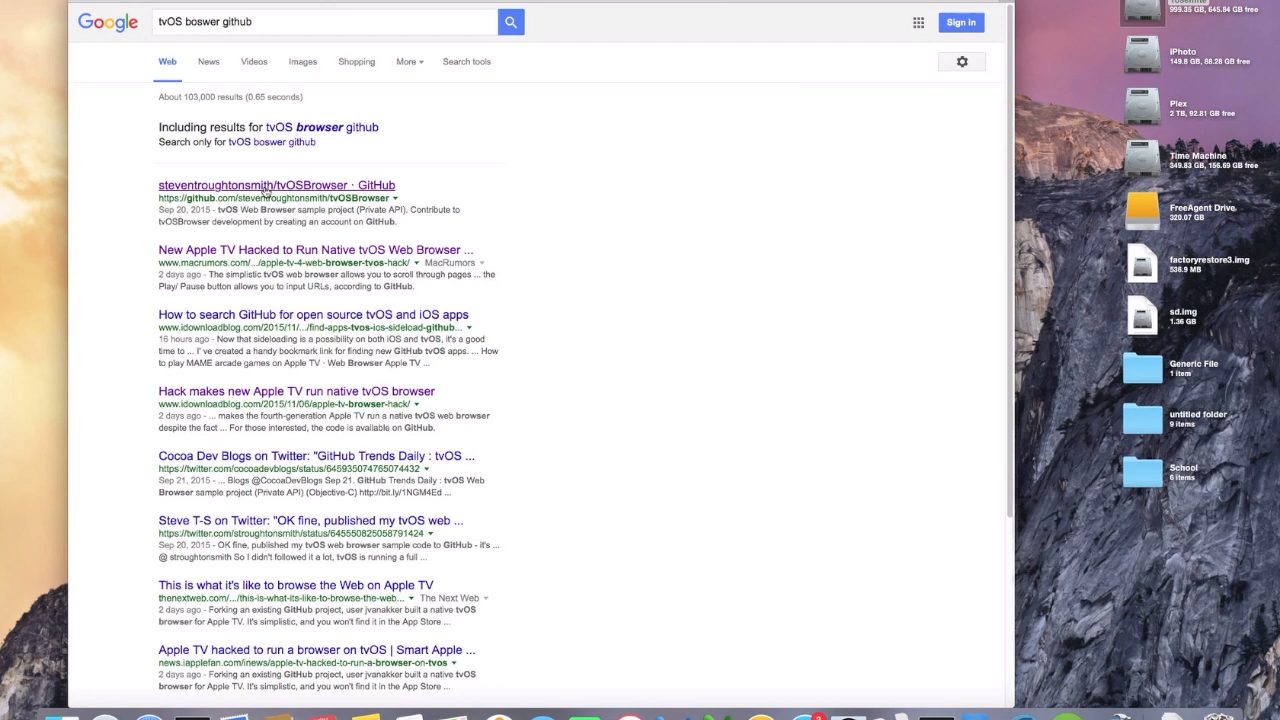 Google
tvOS boswer github
Sign in
Web News Videos Images Shopping More Search tools
About 103,000 results (0.65 seconds)
Including results for tvOS browser github
Search only for tvOS boswer github
steventroughtonsmith/tvOSBrowser · GitHub
https://github.com/steventroughtonsmith/tvOSBrowser
Sep 20, 2015 - tvOS Web Browser sample project (Private API). Contribute to
tvOSBrowser development by creating an account on GitHub.
New Apple TV Hacked to Run Native tvOS Web Browser ...
www.macrumors.com/.../apple-tv-4-web-browser-tvos-hack/ MacRumors
2 days ago - The simplistic tvOS web browser allows you to scroll through pages ... the
Play/ Pause button allows you to input URLs, according to GitHub.
How to search GitHub for open source tvOS and iOS apps
www.idownloadblog.com/2015/11/.../find-apps-tvos-ios-sideload-github...
16 hours ago - Now that sideloading is a possibility on both iOS and tvOS, it's a good
time to ... I've created a handy bookmark link for finding new GitHub tvOS apps. ... How
to play MAME arcade games on Apple TV · Web Browser Apple TV ...
Hack makes new Apple TV run native tvOS browser
www.idownloadblog.com/2015/11/06/apple-tv-browser-hack/
2 days ago - ... makes the fourth-generation Apple TV run a native tvOS web browser
despite the fact ... For those interested, the code is available on GitHub.
Cocoa Dev Blogs on Twitter: "GitHub Trends Daily : tvOS ...
https://twitter.com/cocoadevblogs/status/645935074765074432
Sep 21, 2015 - ... Blogs @CocoaDevBlogs Sep 21. GitHub Trends Daily : tvOS Web
Browser sample project (Private API) (Objective-C) http://bit.ly/1NGM4Ed ...
Steve T-S on Twitter: "OK fine, published my tvOS web ...
https://twitter.com/stroughtonsmith/status/645550825058791424
Sep 20, 2015 - OK fine, published my tvOS web browser sample code to GitHub - it's ...
@ stroughtonsmith So I didn't followed it a lot, tvOS is running a full ...
This is what it's like to browse the Web on Apple TV
thenextweb.com/.../this-is-what-its-like-to-browse-the-web... The Next Web
2 days ago - Forking an existing GitHub project, user jvanakker built a native tvOS
browser for Apple TV. It's simplistic, and you won't find it in the App Store ...
Apple TV hacked to run a browser on tvOS | Smart Apple ...
news.iapplefan.com/inews/apple-tv-hacked-to-run-a-browser-on-tvos
2 days ago - Forking an existing GitHub project, user jvanakker built a native tvOS
browser for Apple TV. It's simplistic, and you won't find it in the App Store ...
999.35 GB, 645.84 GB free
iPhoto
149.8 GB, 88.28 GB free
Plex
2 TB, 92.81 GB free
Time Machine
349.83 GB, 156.69 GB free
FreeAgent Drive
320.07 GB
factoryrestore3.img
536.9 MB
sd.img
1.36 GB
Generic File
1 item
untitled folder
9 items
School
6 items